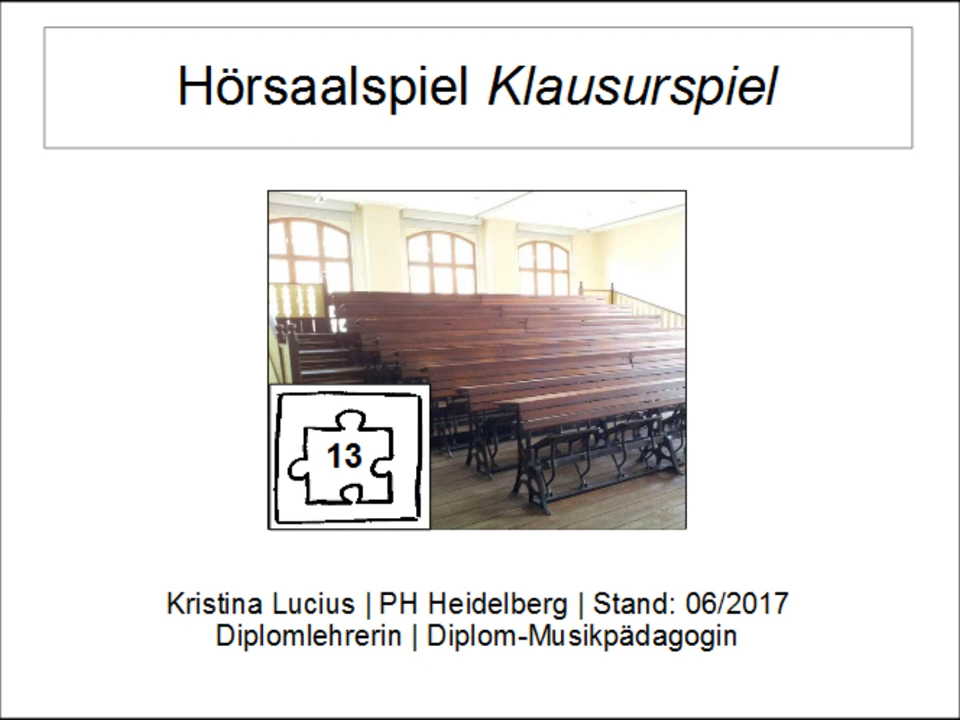 Hörsaalspiel Klausurspiel
13
Kristina Lucius | PH Heidelberg | Stand: 06/2017
Diplomlehrerin | Diplom-Musikpädagogin